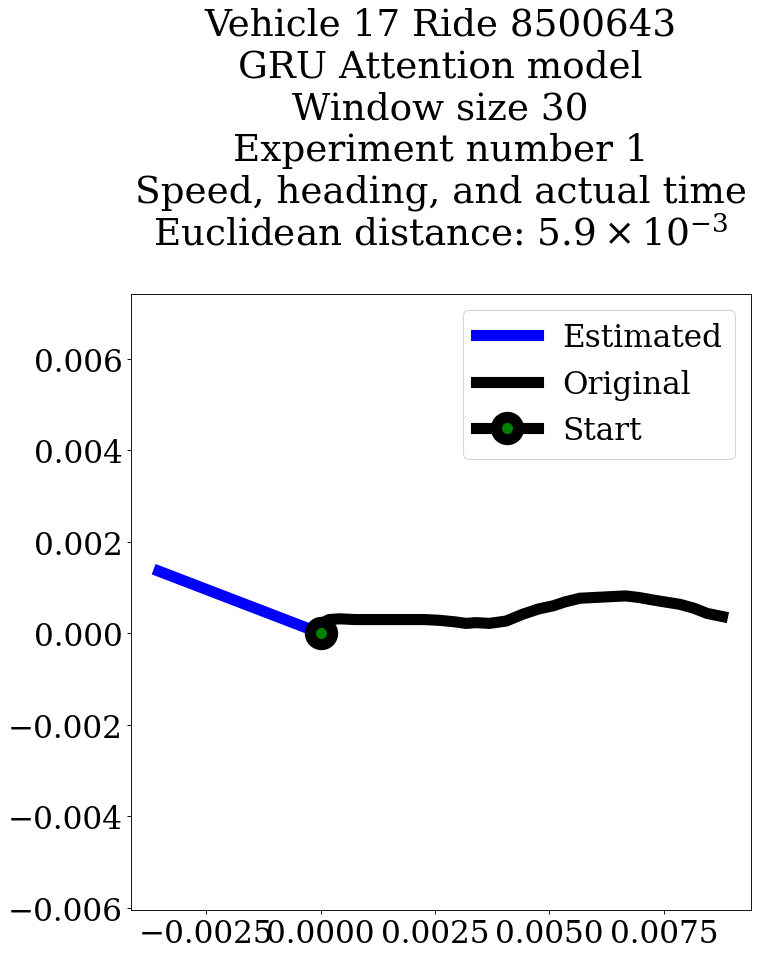 Vehicle 17 Ride 8500643
GRU Attention model
Window size 30
Experiment number 1
Speed, heading, and actual time
Euclidean distance: 5.9 × 10⁻³
Estimated
Original
Start
0.006
0.004
0.002
0.000
−0.002
−0.004
−0.006
−0.0025 0.0000 0.0025 0.0050 0.0075